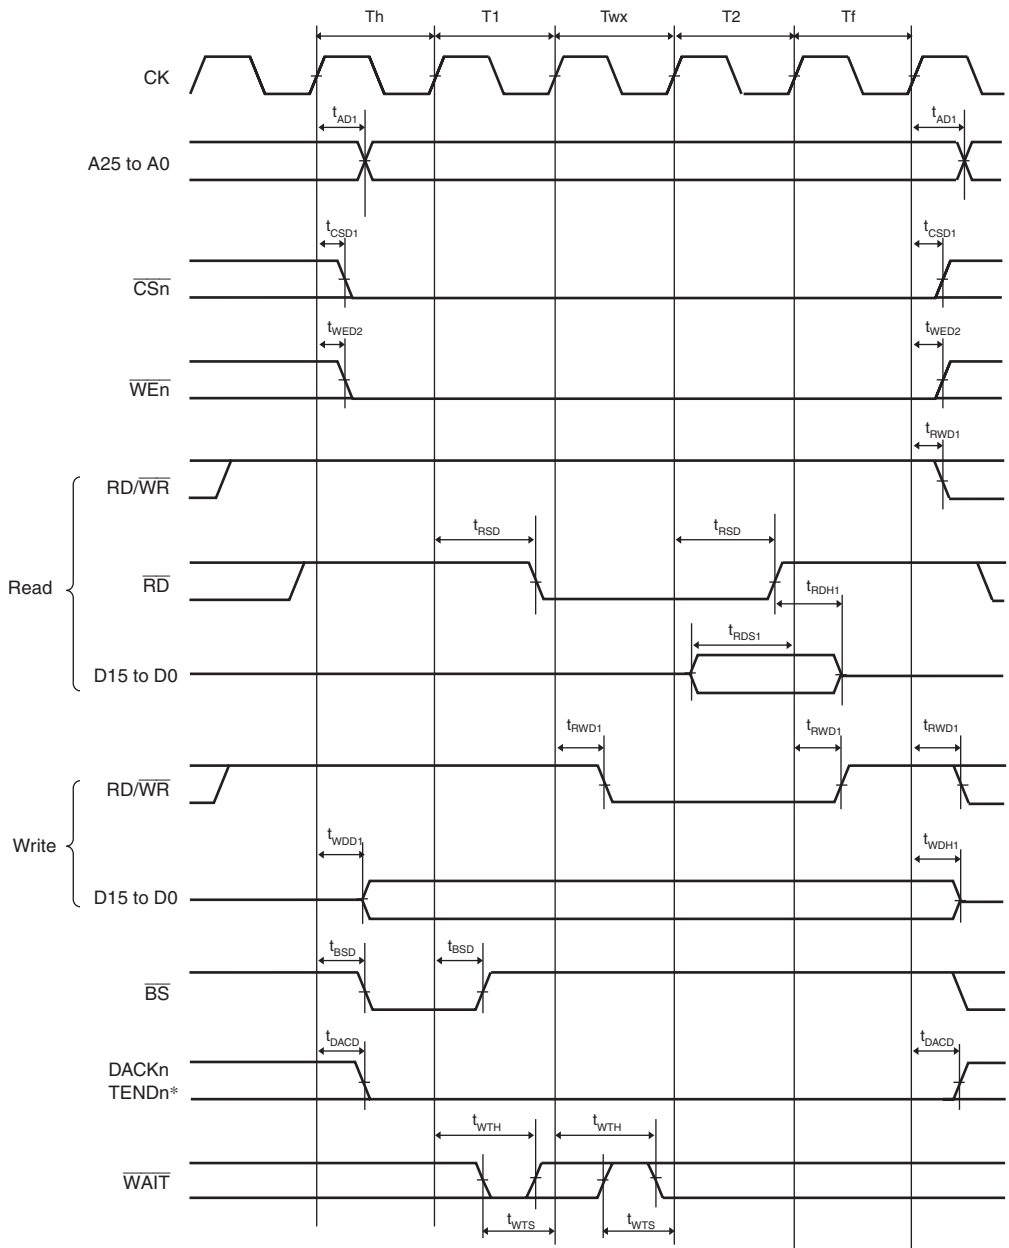 Th T1 Twx T2 Tf
CK
tAD1 tAD1
A25 to A0
tCSD1 tCSD1
CSn
tWED2 tWED2
WEn
tRWD1
RD/WR
tRSD tRSD
Read
RD
tRDH1
tRDS1
D15 to D0
tRWD1 tRWD1 tRWD1
RD/WR
Write
tWDD1 tWDH1
D15 to D0
tBSD tBSD
BS
tDACD tDACD
DACKn
TENDn*
tWTH tWTH
WAIT
tWTS tWTS